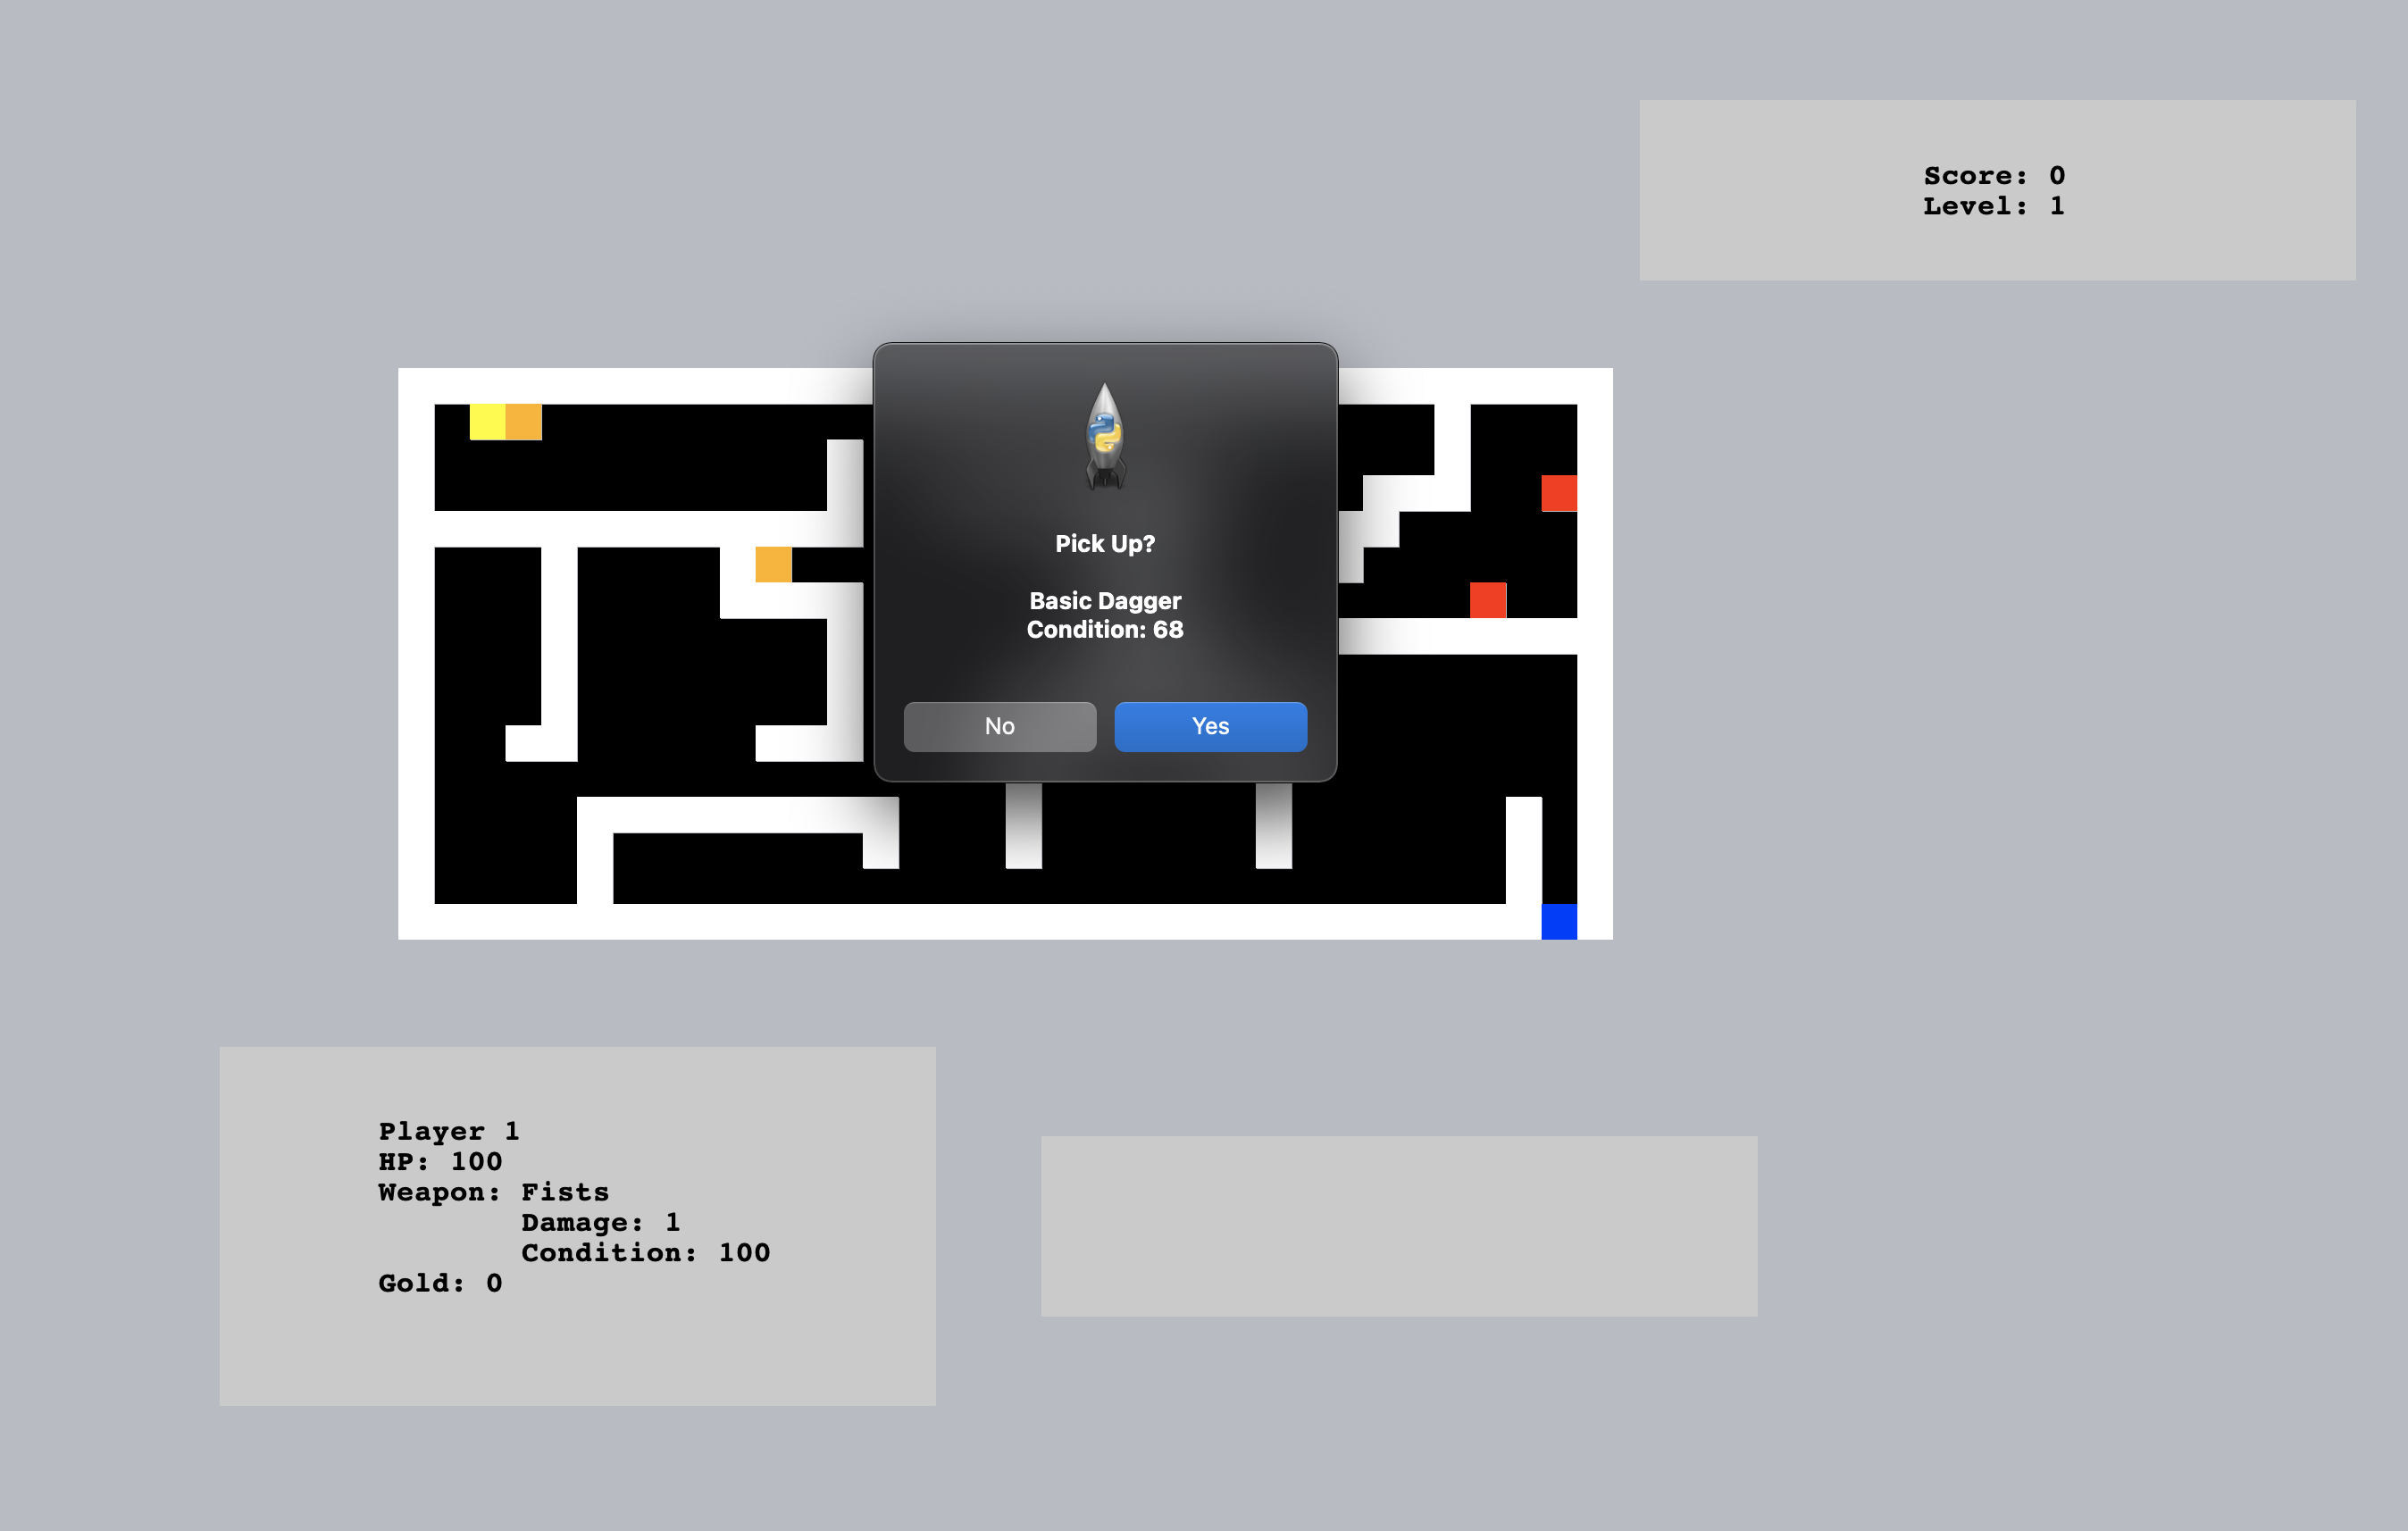 Score: 0
Level: 1
Pick Up?
Basic Dagger
Condition: 68
No
Yes
Player 1
HP: 100
Weapon: Fists
Damage: 1
Condition: 100
Gold: 0